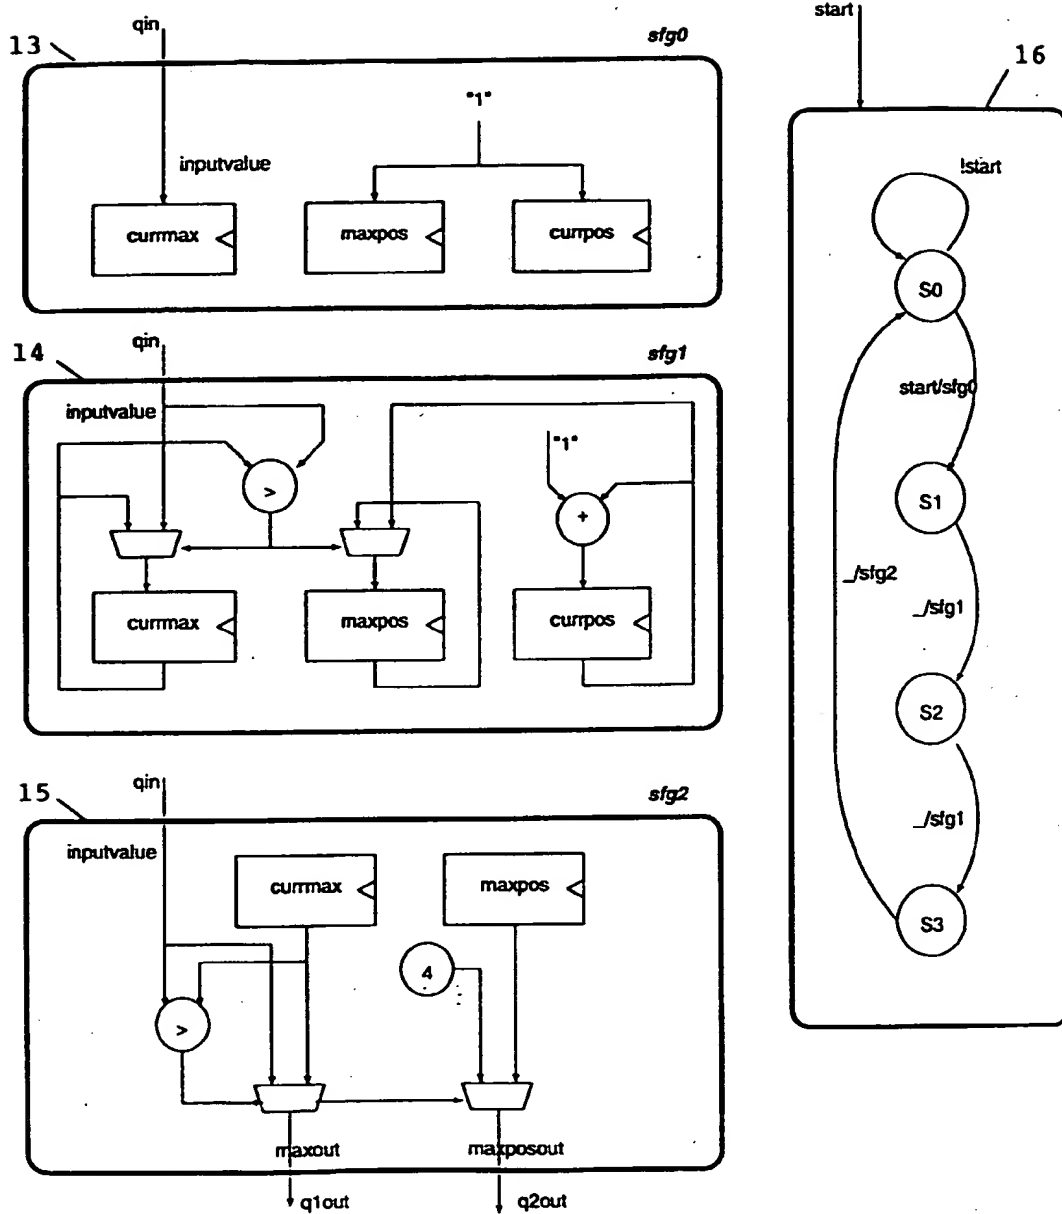 13
qin
sfg0
"1"
inputvalue
currmax
maxpos
currpos
14
qin
sfg1
inputvalue
"1"
>
+
currmax
maxpos
currpos
15
qin
sfg2
inputvalue
currmax
maxpos
4
>
maxout
maxposout
q1out
q2out
start
16
!start
S0
start/sfg0
S1
_/sfg2
_/sfg1
S2
_/sfg1
S3